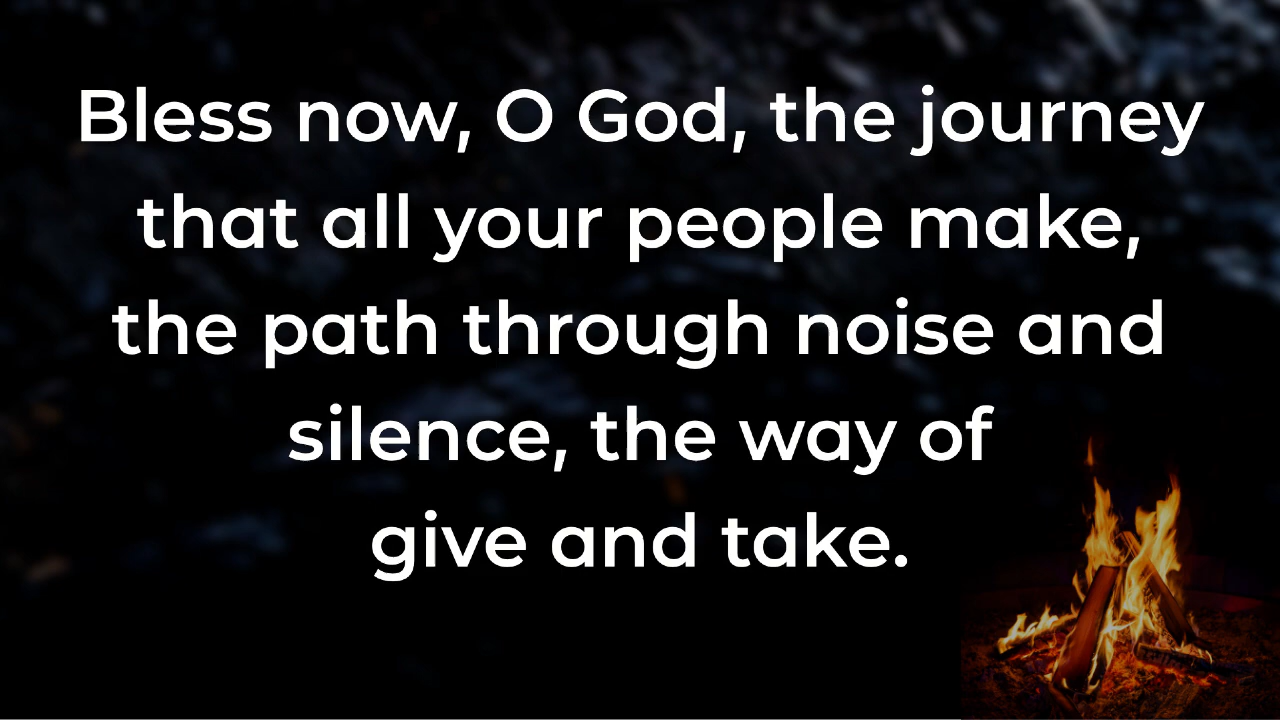 Bless now, O God, the journey
that all your people make,
the path through noise and
silence, the way of
give and take.